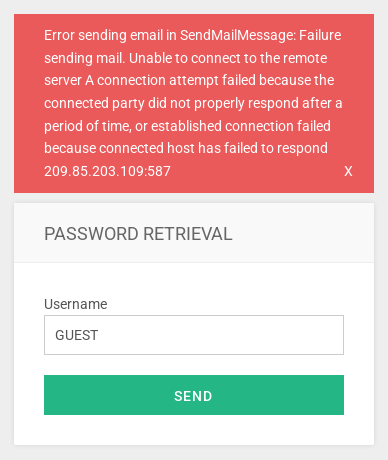 Error sending email in SendMailMessage: Failure
sending mail. Unable to connect to the remote
server A connection attempt failed because the
connected party did not properly respond after a
period of time, or established connection failed
because connected host has failed to respond
209.85.203.109:587 X
PASSWORD RETRIEVAL
Username
GUEST
SEND